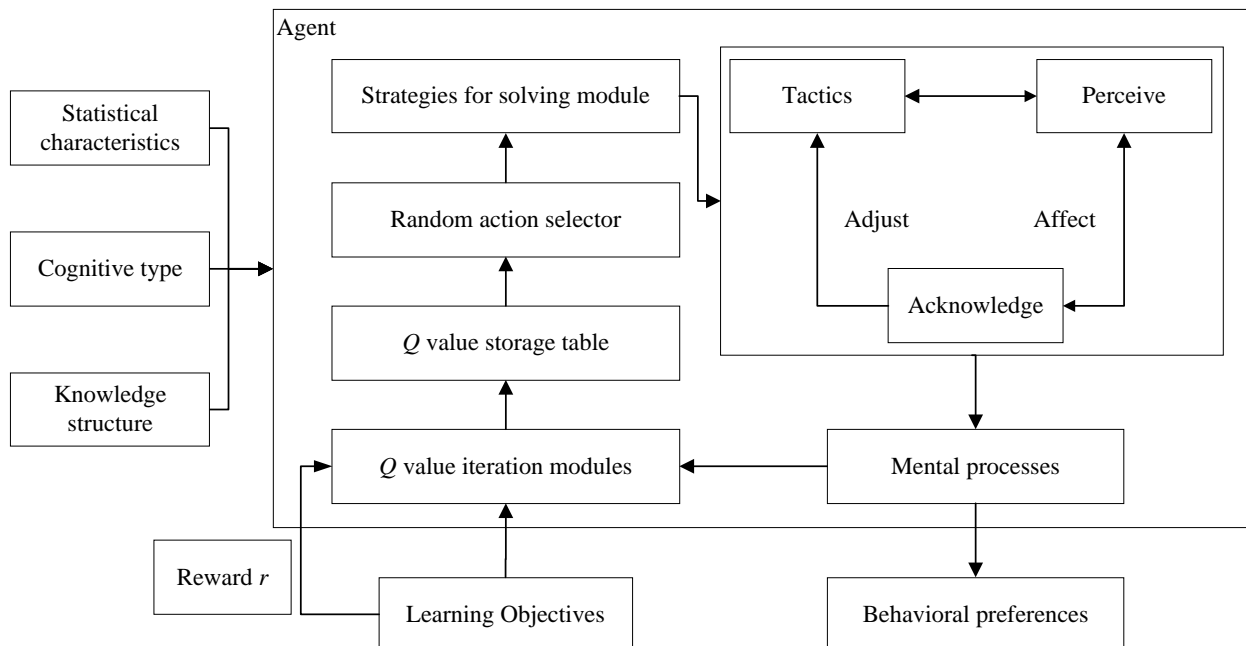 Agent
Statistical
characteristics
Cognitive type
Knowledge
structure
Strategies for solving module
Random action selector
Q value storage table
Q value iteration modules
Tactics
Perceive
Adjust
Affect
Acknowledge
Mental processes
Reward r
Learning Objectives
Behavioral preferences